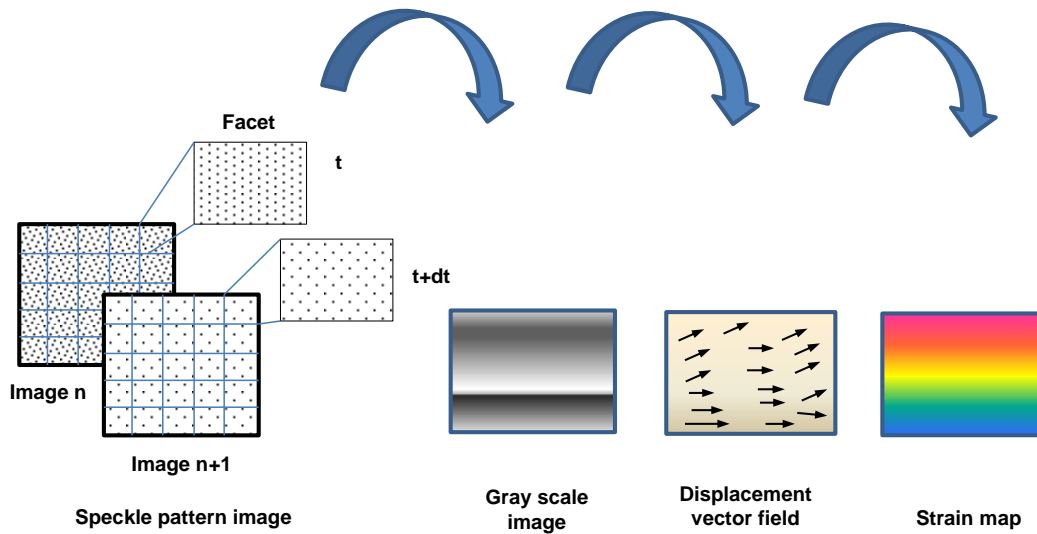 Facet
t
t+dt
Image n
Image n+1
Speckle pattern image
Gray scale
image
Displacement
vector field
Strain map